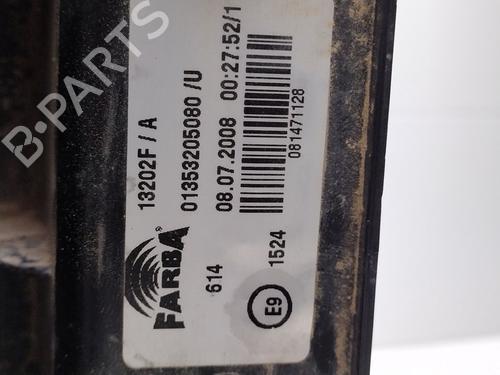 13202F / A
01353205080 /U
08.07.2008 00:27:52/1
081471128
FARBA
614
E9
1524
B-PARTS